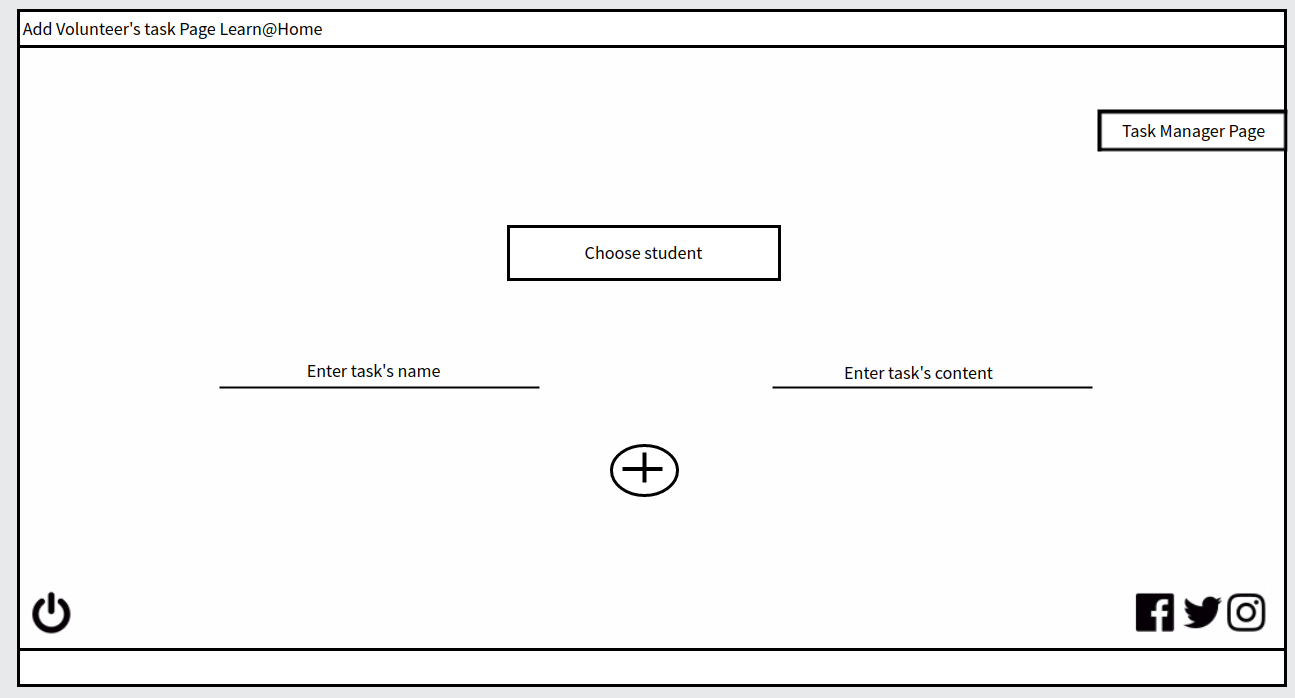 Add Volunteer's task Page Learn@Home
Task Manager Page
Choose student
Enter task's name
Enter task's content